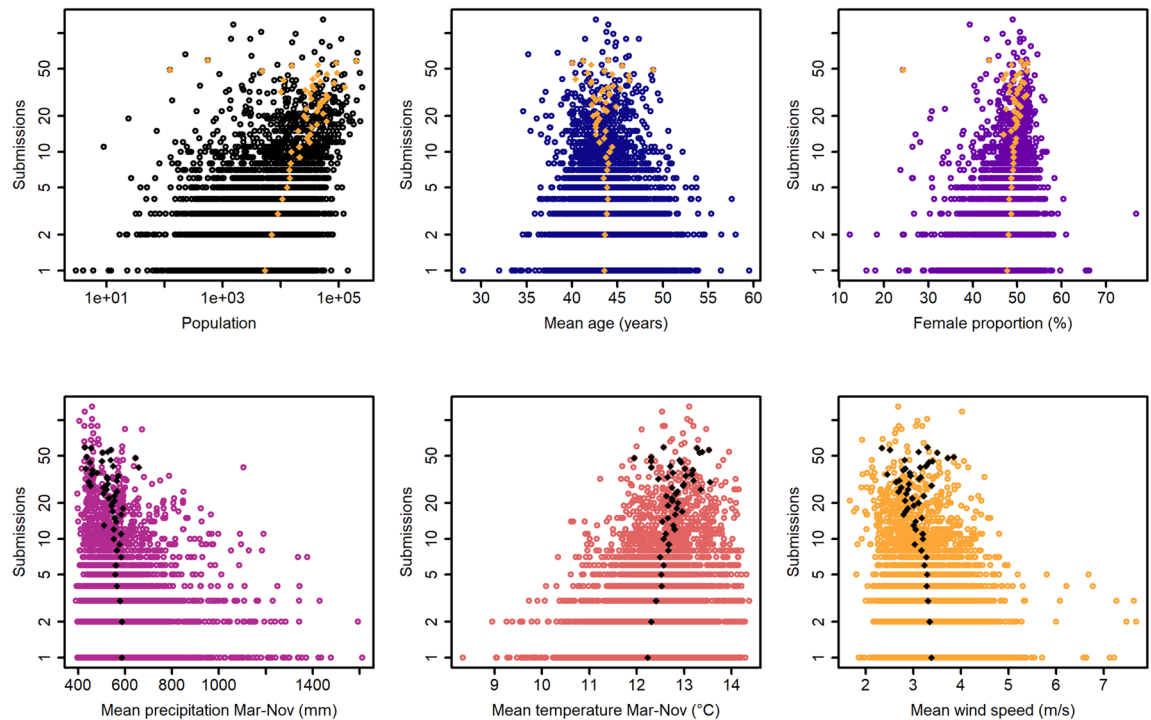 Submissions
50
20
10
5
2
1
1e+01 1e+03 1e+05
Population
Submissions
50
20
10
5
2
1
30 35 40 45 50 55 60
Mean age (years)
Submissions
50
20
10
5
2
1
10 20 30 40 50 60 70
Female proportion (%)
Submissions
50
20
10
5
2
1
400 600 1000 1400
Mean precipitation Mar-Nov (mm)
Submissions
50
20
10
5
2
1
9 10 11 12 13 14
Mean temperature Mar-Nov (°C)
Submissions
50
20
10
5
2
1
2 3 4 5 6 7
Mean wind speed (m/s)